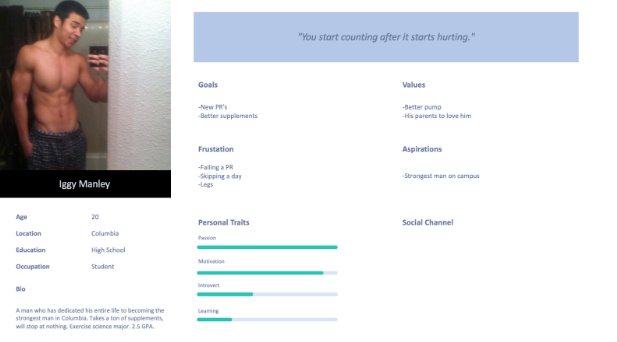 "You start counting after it starts hurting."
Iggy Manley
Age 20
Location Columbia
Education High School
Occupation Student
Bio
A man who has dedicated his entire life to becoming the
strongest man in Columbia. Takes a ton of supplements,
will stop at nothing. Exercise science major. 2.5 GPA.
Goals
-New PR's
-Better supplements
Values
-Better pump
-His parents to love him
Frustation
-Failing a PR
-Skipping a day
-Legs
Aspirations
-Strongest man on campus
Personal Traits
Passion
Motivation
Introvert
Learning
Social Channel